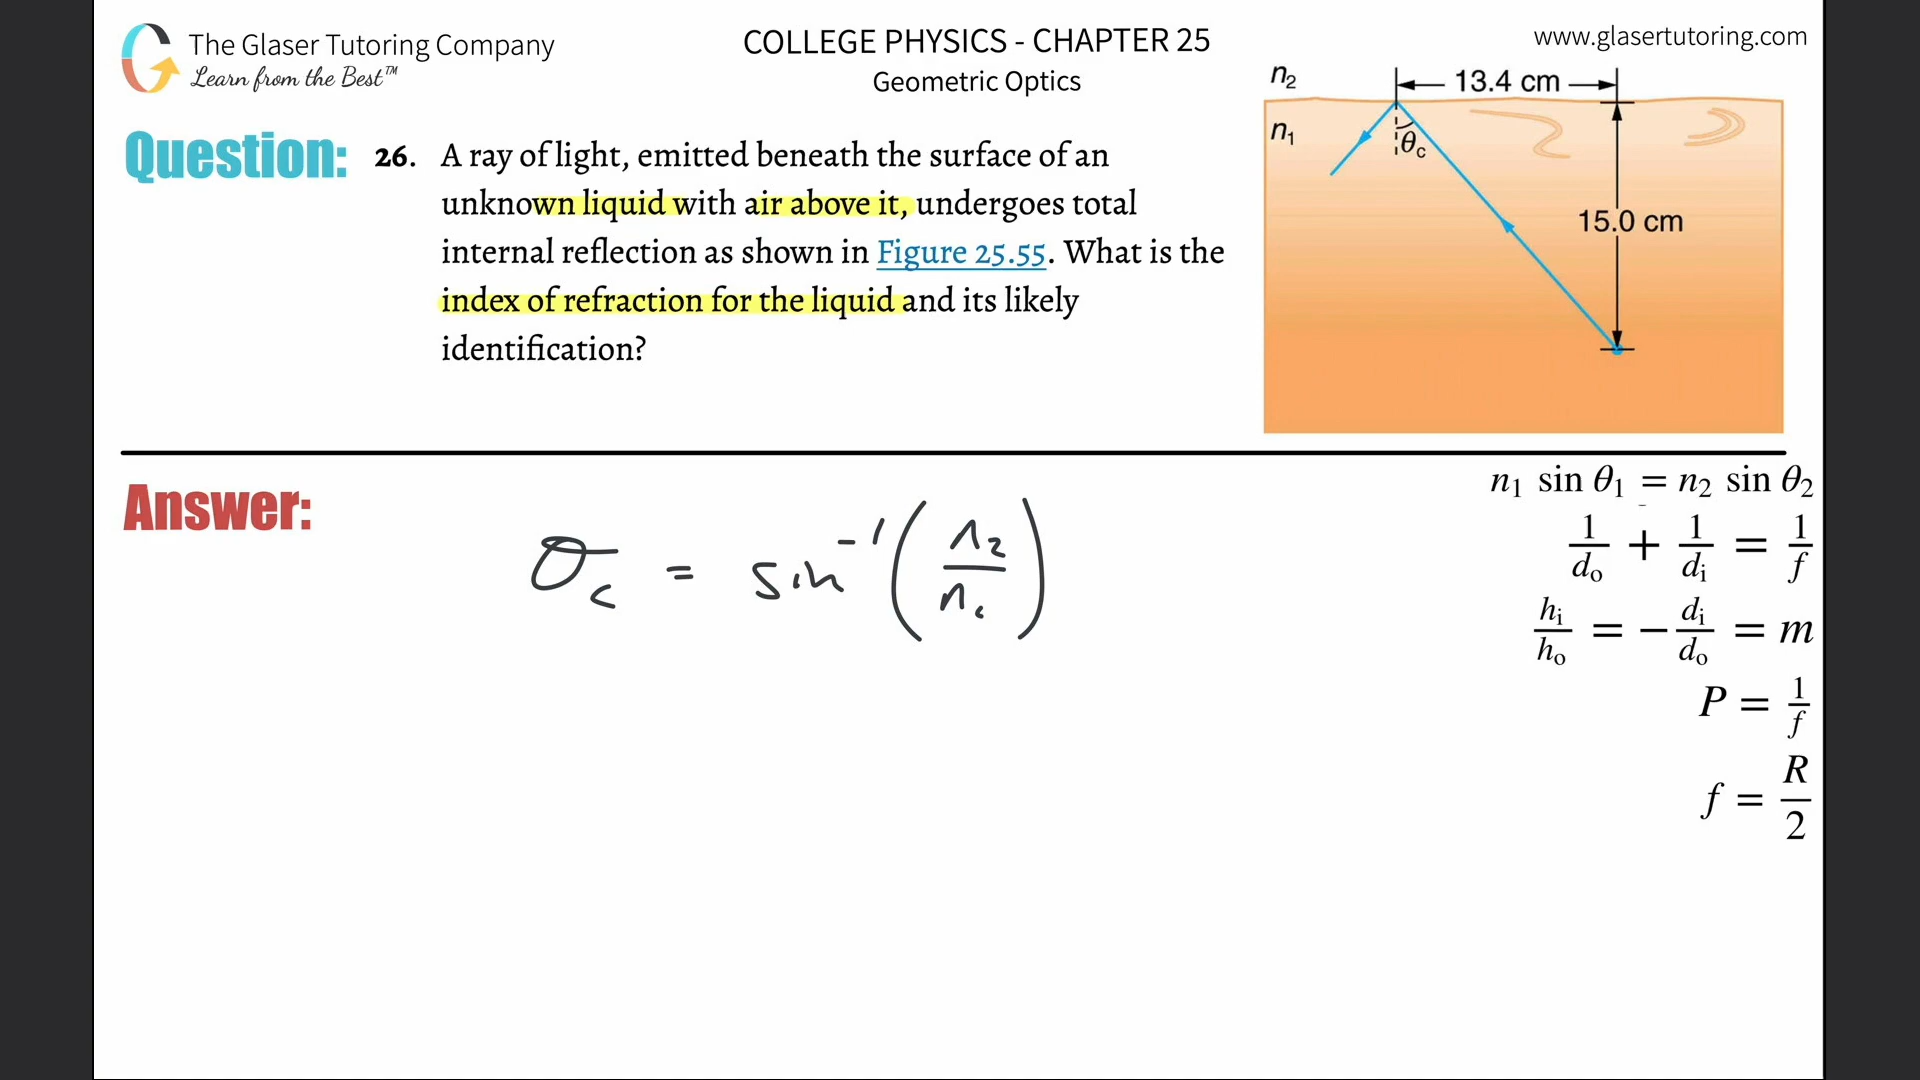 The Glaser Tutoring Company
Learn from the Best™
COLLEGE PHYSICS - CHAPTER 25
Geometric Optics
www.glasertutoring.com
Question:
26. A ray of light, emitted beneath the surface of an
unknown liquid with air above it, undergoes total
internal reflection as shown in Figure 25.55. What is the
index of refraction for the liquid and its likely
identification?
n₂
13.4 cm
n₁
θc
15.0 cm
Answer:
θc = sin⁻¹(n₂/n₁)
n₁ sin θ₁ = n₂ sin θ₂
1/dₒ + 1/dᵢ = 1/f
hᵢ/hₒ = −dᵢ/dₒ = m
P = 1/f
f = R/2